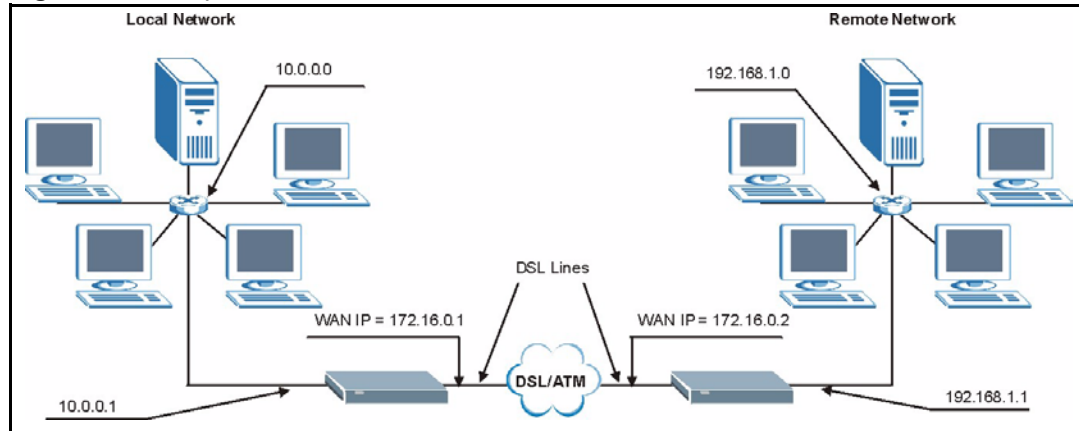 Local Network
Remote Network
10.0.0.0
192.168.1.0
DSL Lines
WAN IP = 172.16.0.1
WAN IP = 172.16.0.2
DSL/ATM
10.0.0.1
192.168.1.1